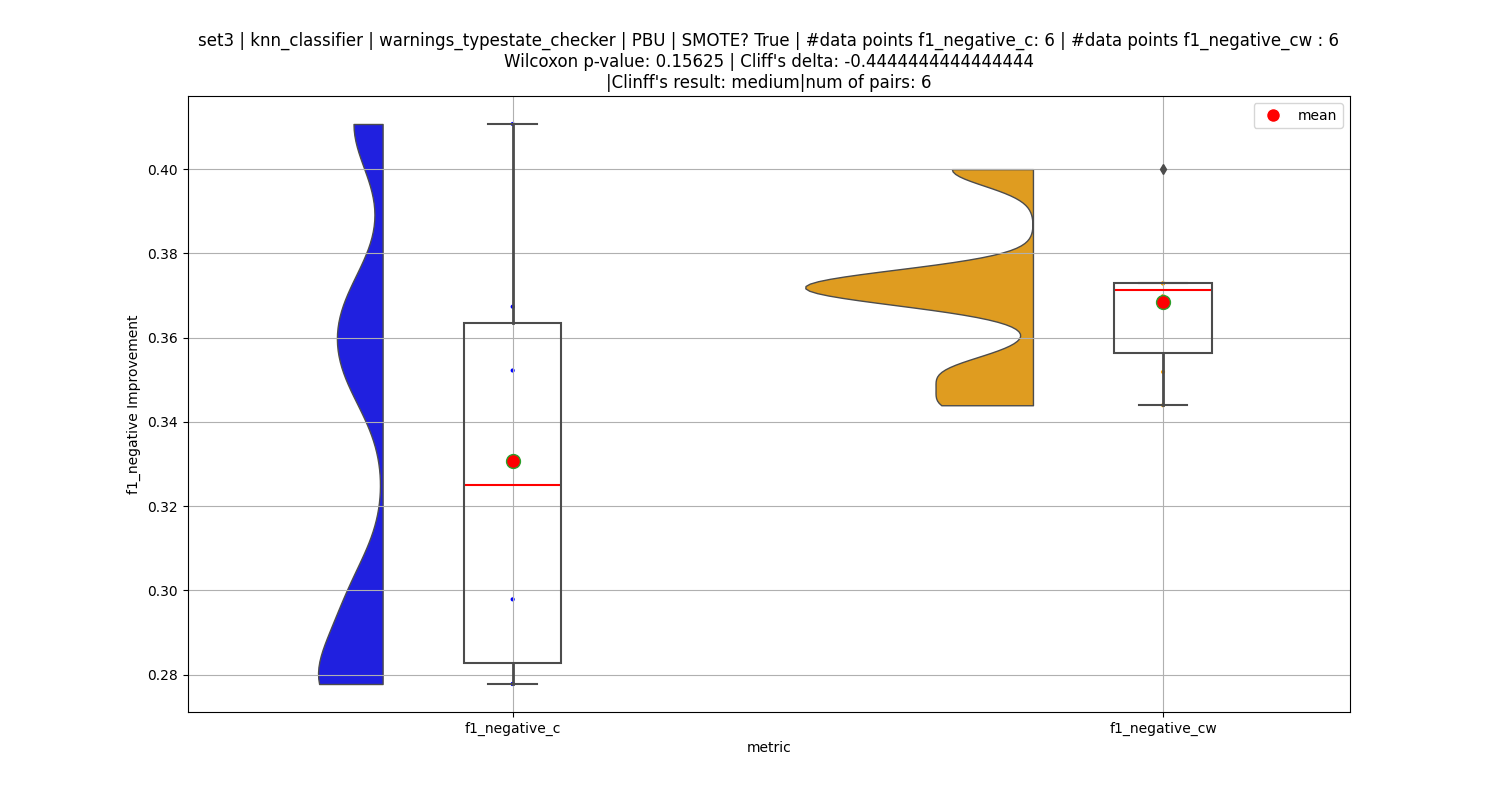 set3 | knn_classifier | warnings_typestate_checker | PBU | SMOTE? True | #data points f1_negative_c: 6 | #data points f1_negative_cw : 6
Wilcoxon p-value: 0.15625 | Cliff's delta: -0.4444444444444444
|Clinff's result: medium|num of pairs: 6
mean
0.40
0.38
0.36
0.34
0.32
0.30
0.28
f1_negative Improvement
f1_negative_c
f1_negative_cw
metric